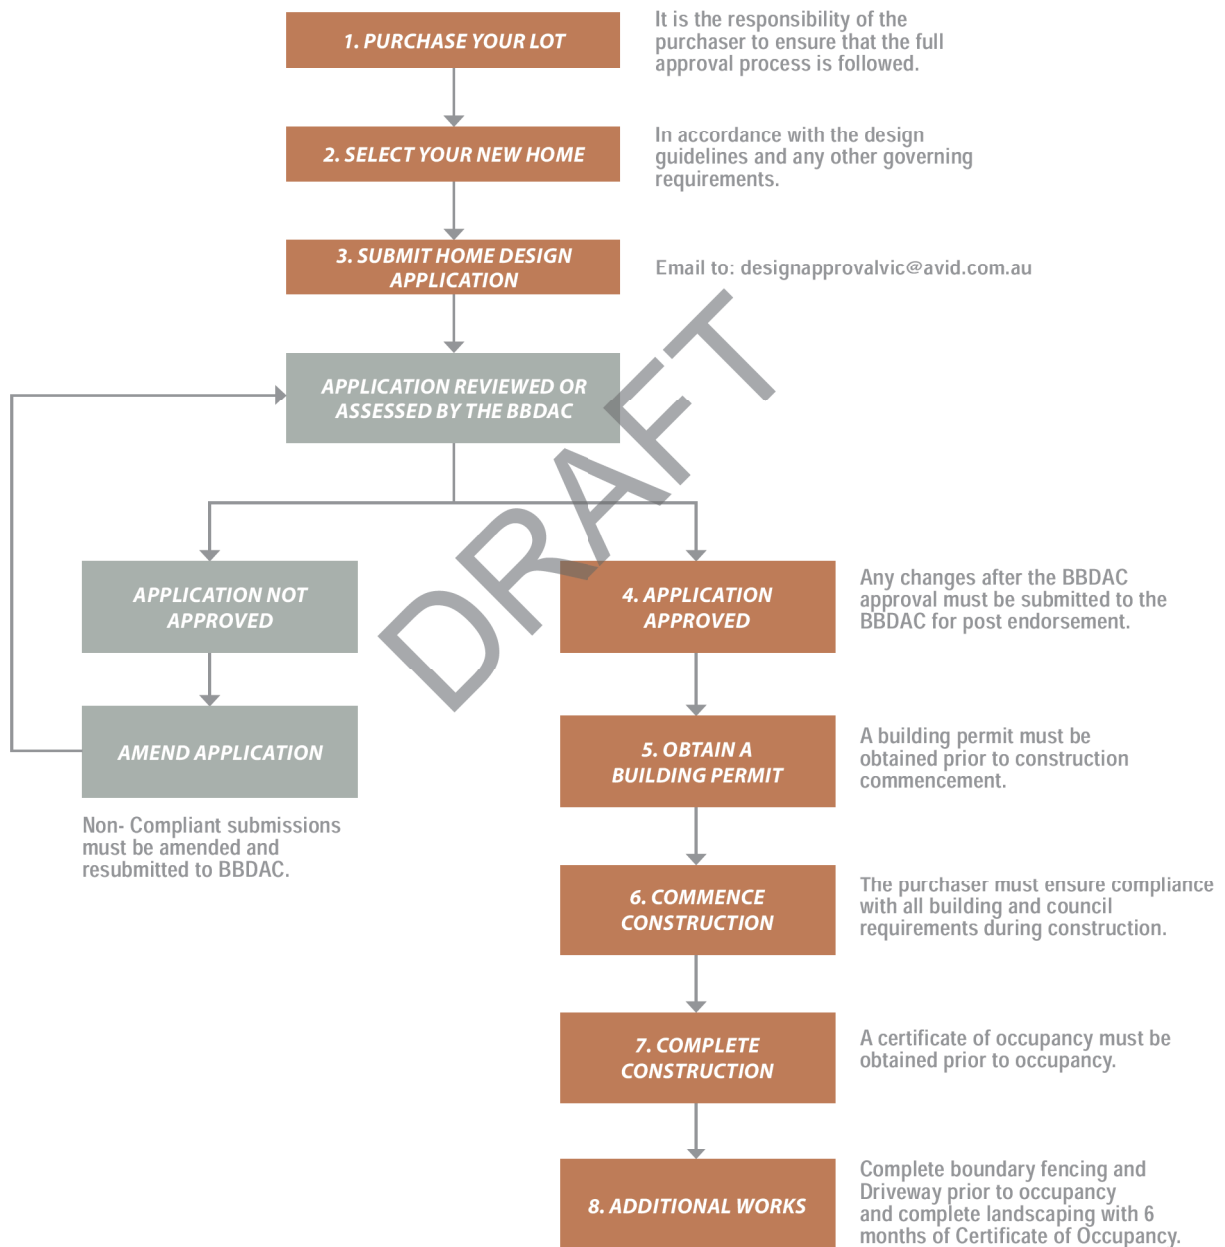 1. PURCHASE YOUR LOT
It is the responsibility of the
purchaser to ensure that the full
approval process is followed.
2. SELECT YOUR NEW HOME
In accordance with the design
guidelines and any other governing
requirements.
3. SUBMIT HOME DESIGN
APPLICATION
Email to: designapprovalvic@avid.com.au
APPLICATION REVIEWED OR
ASSESSED BY THE BBDAC
DRAFT
APPLICATION NOT
APPROVED
4. APPLICATION
APPROVED
Any changes after the BBDAC
approval must be submitted to the
BBDAC for post endorsement.
AMEND APPLICATION
Non- Compliant submissions
must be amended and
resubmitted to BBDAC.
5. OBTAIN A
BUILDING PERMIT
A building permit must be
obtained prior to construction
commencement.
6. COMMENCE
CONSTRUCTION
The purchaser must ensure compliance
with all building and council
requirements during construction.
7. COMPLETE
CONSTRUCTION
A certificate of occupancy must be
obtained prior to occupancy.
8. ADDITIONAL WORKS
Complete boundary fencing and
Driveway prior to occupancy
and complete landscaping with 6
months of Certificate of Occupancy.